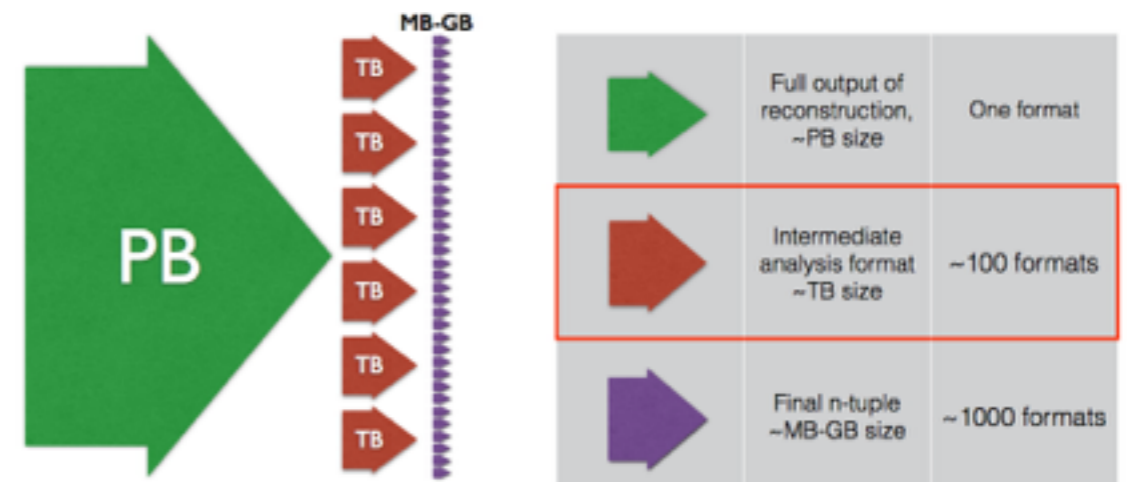 MB-GB
PB
TB
TB
TB
TB
TB
TB
Full output of
reconstruction,
~PB size
One format
Intermediate
analysis format
~TB size
~100 formats
Final n-tuple
~MB-GB size
~1000 formats